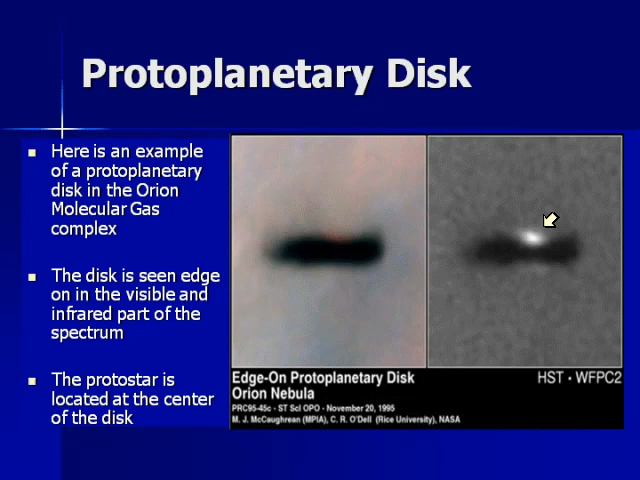 Protoplanetary Disk
Here is an example
of a protoplanetary
disk in the Orion
Molecular Gas
complex
The disk is seen edge
on in the visible and
infrared part of the
spectrum
The protostar is
located at the center
of the disk
Edge-On Protoplanetary Disk
Orion Nebula
HST · WFPC2
PRC95-45c · ST ScI OPO · November 20, 1995
M. J. McCaughrean (MPIA), C. R. O'Dell (Rice University), NASA